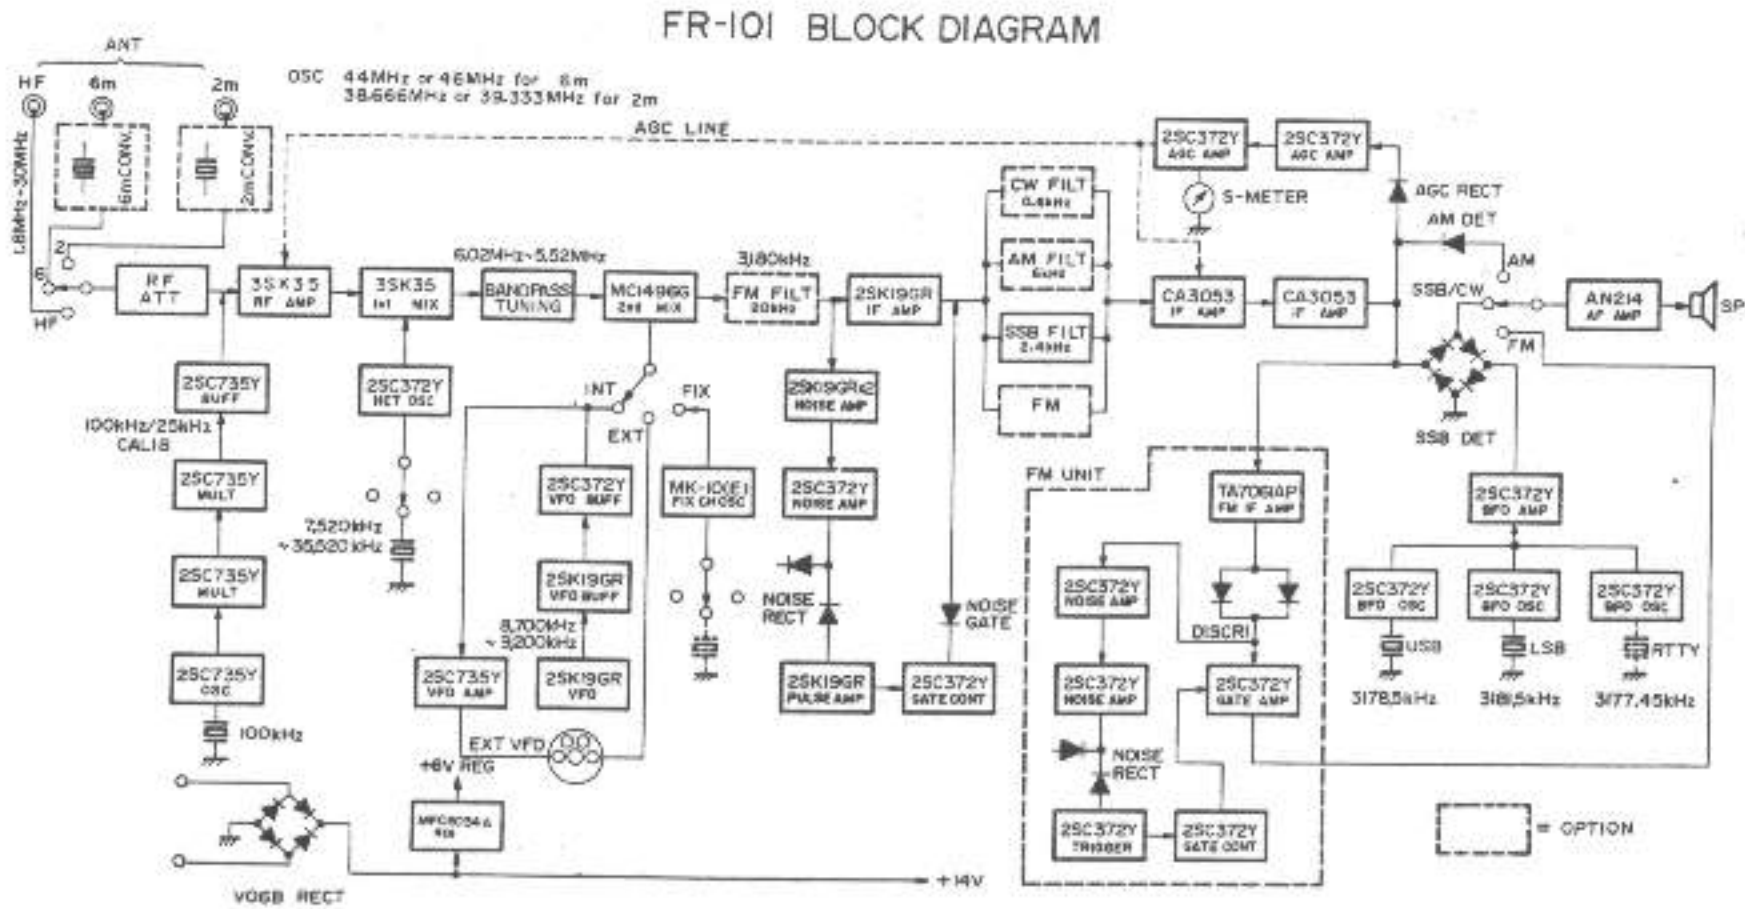 FR-101 BLOCK DIAGRAM
ANT
HF
6m
2m
OSC 44MHz or 46MHz for 6m
38.666MHz or 39.333MHz for 2m
AGC LINE
1.8MHz~30MHz
6mCONV.
2mCONV.
2
6
HF
RF
ATT
3SK35
RF AMP
3SK35
1st MIX
6.02MHz~5.52MHz
BANDPASS
TUNING
MC1496G
2nd MIX
3,180kHz
FM FILT
20kHz
2SK19GR
IF AMP
CW FILT
0.6kHz
AM FILT
6kHz
SSB FILT
2.4kHz
FM
2SC372Y
AGC AMP
2SC372Y
AGC AMP
S-METER
AGC RECT
AM DET
CA3053
IF AMP
CA3053
IF AMP
AM
SSB/CW
FM
AN214
AF AMP
SP
SSB DET
2SC735Y
BUFF
100kHz/25kHz
CALIB
2SC735Y
MULT
2SC735Y
MULT
2SC735Y
OSC
100kHz
2SC372Y
HET OSC
7,520kHz
~35,520kHz
INT
FIX
EXT
2SC372Y
VFO BUFF
2SK19GR
VFO BUFF
8,700kHz
~9,200kHz
2SK19GR
VFO
2SC735Y
VFO AMP
EXT VFO
MK-10(E)
FIX CH OSC
2SK19GRx2
NOISE AMP
2SC372Y
NOISE AMP
NOISE
RECT
2SK19GR
PULSE AMP
2SC372Y
GATE CONT
NOISE
GATE
FM UNIT
TA7061AP
FM IF AMP
2SC372Y
NOISE AMP
DISCRI
2SC372Y
NOISE AMP
2SC372Y
GATE AMP
NOISE
RECT
2SC372Y
TRIGGER
2SC372Y
GATE CONT
2SC372Y
BFO AMP
2SC372Y
BFO OSC
2SC372Y
BFO OSC
2SC372Y
BFO OSC
USB
LSB
RTTY
3178,5kHz
3181,5kHz
3177,45kHz
+6V REG
VO6B RECT
+14V
= OPTION